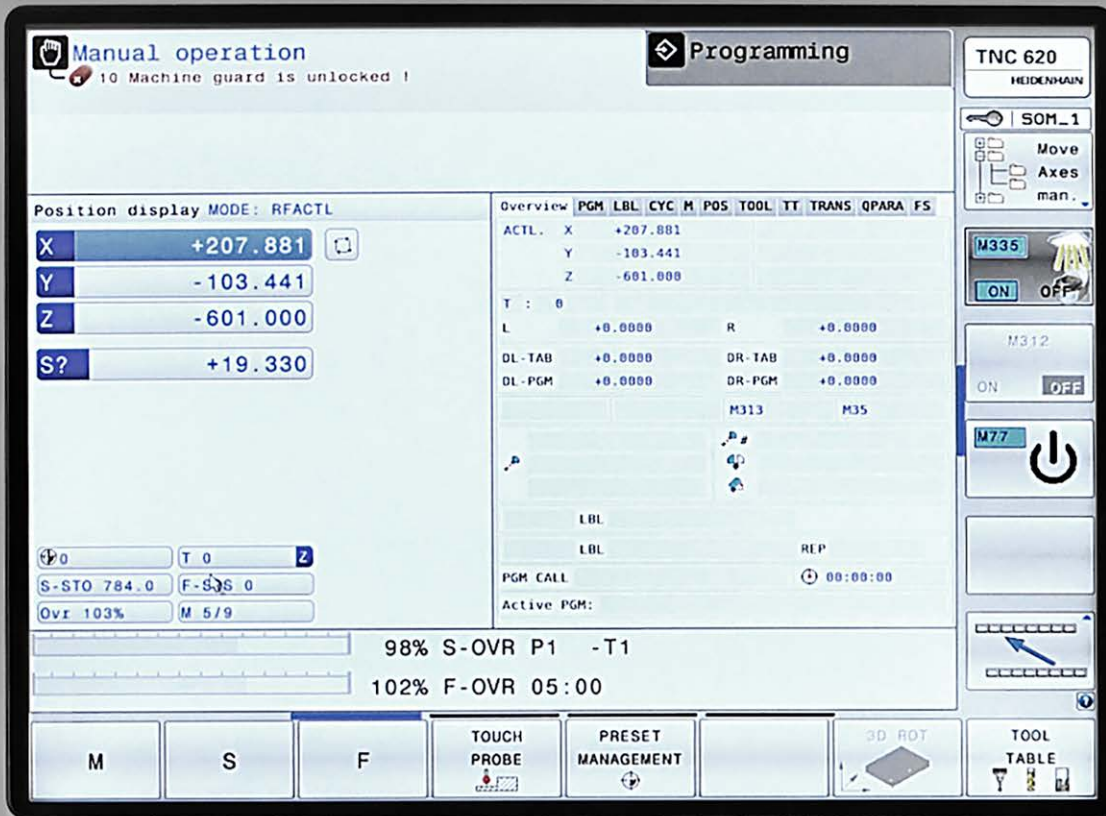 Manual operation
10 Machine guard is unlocked !
Programming
TNC 620
HEIDENHAIN
SOM_1
Move
Axes
man.
Position display MODE: RFACTL
X +207.881
Y -103.441
Z -601.000
S? +19.330
0
T 0 Z
S-STO 784.0
F-S S 0
Ovr 103%
M 5/9
Overview PGM LBL CYC M POS TOOL TT TRANS QPARA FS
ACTL. X +207.881
Y -103.441
Z -601.000
T : 0
L +0.0000 R +0.0000
DL-TAB +0.0000 DR-TAB +0.0000
DL-PGM +0.0000 DR-PGM +0.0000
M313 M35
#
LBL
LBL REP
PGM CALL 00:00:00
Active PGM:
98% S-OVR P1 -T1
102% F-OVR 05:00
M335
ON OFF
M312
ON OFF
M77
M
S
F
TOUCH
PROBE
PRESET
MANAGEMENT
3D ROT
TOOL
TABLE